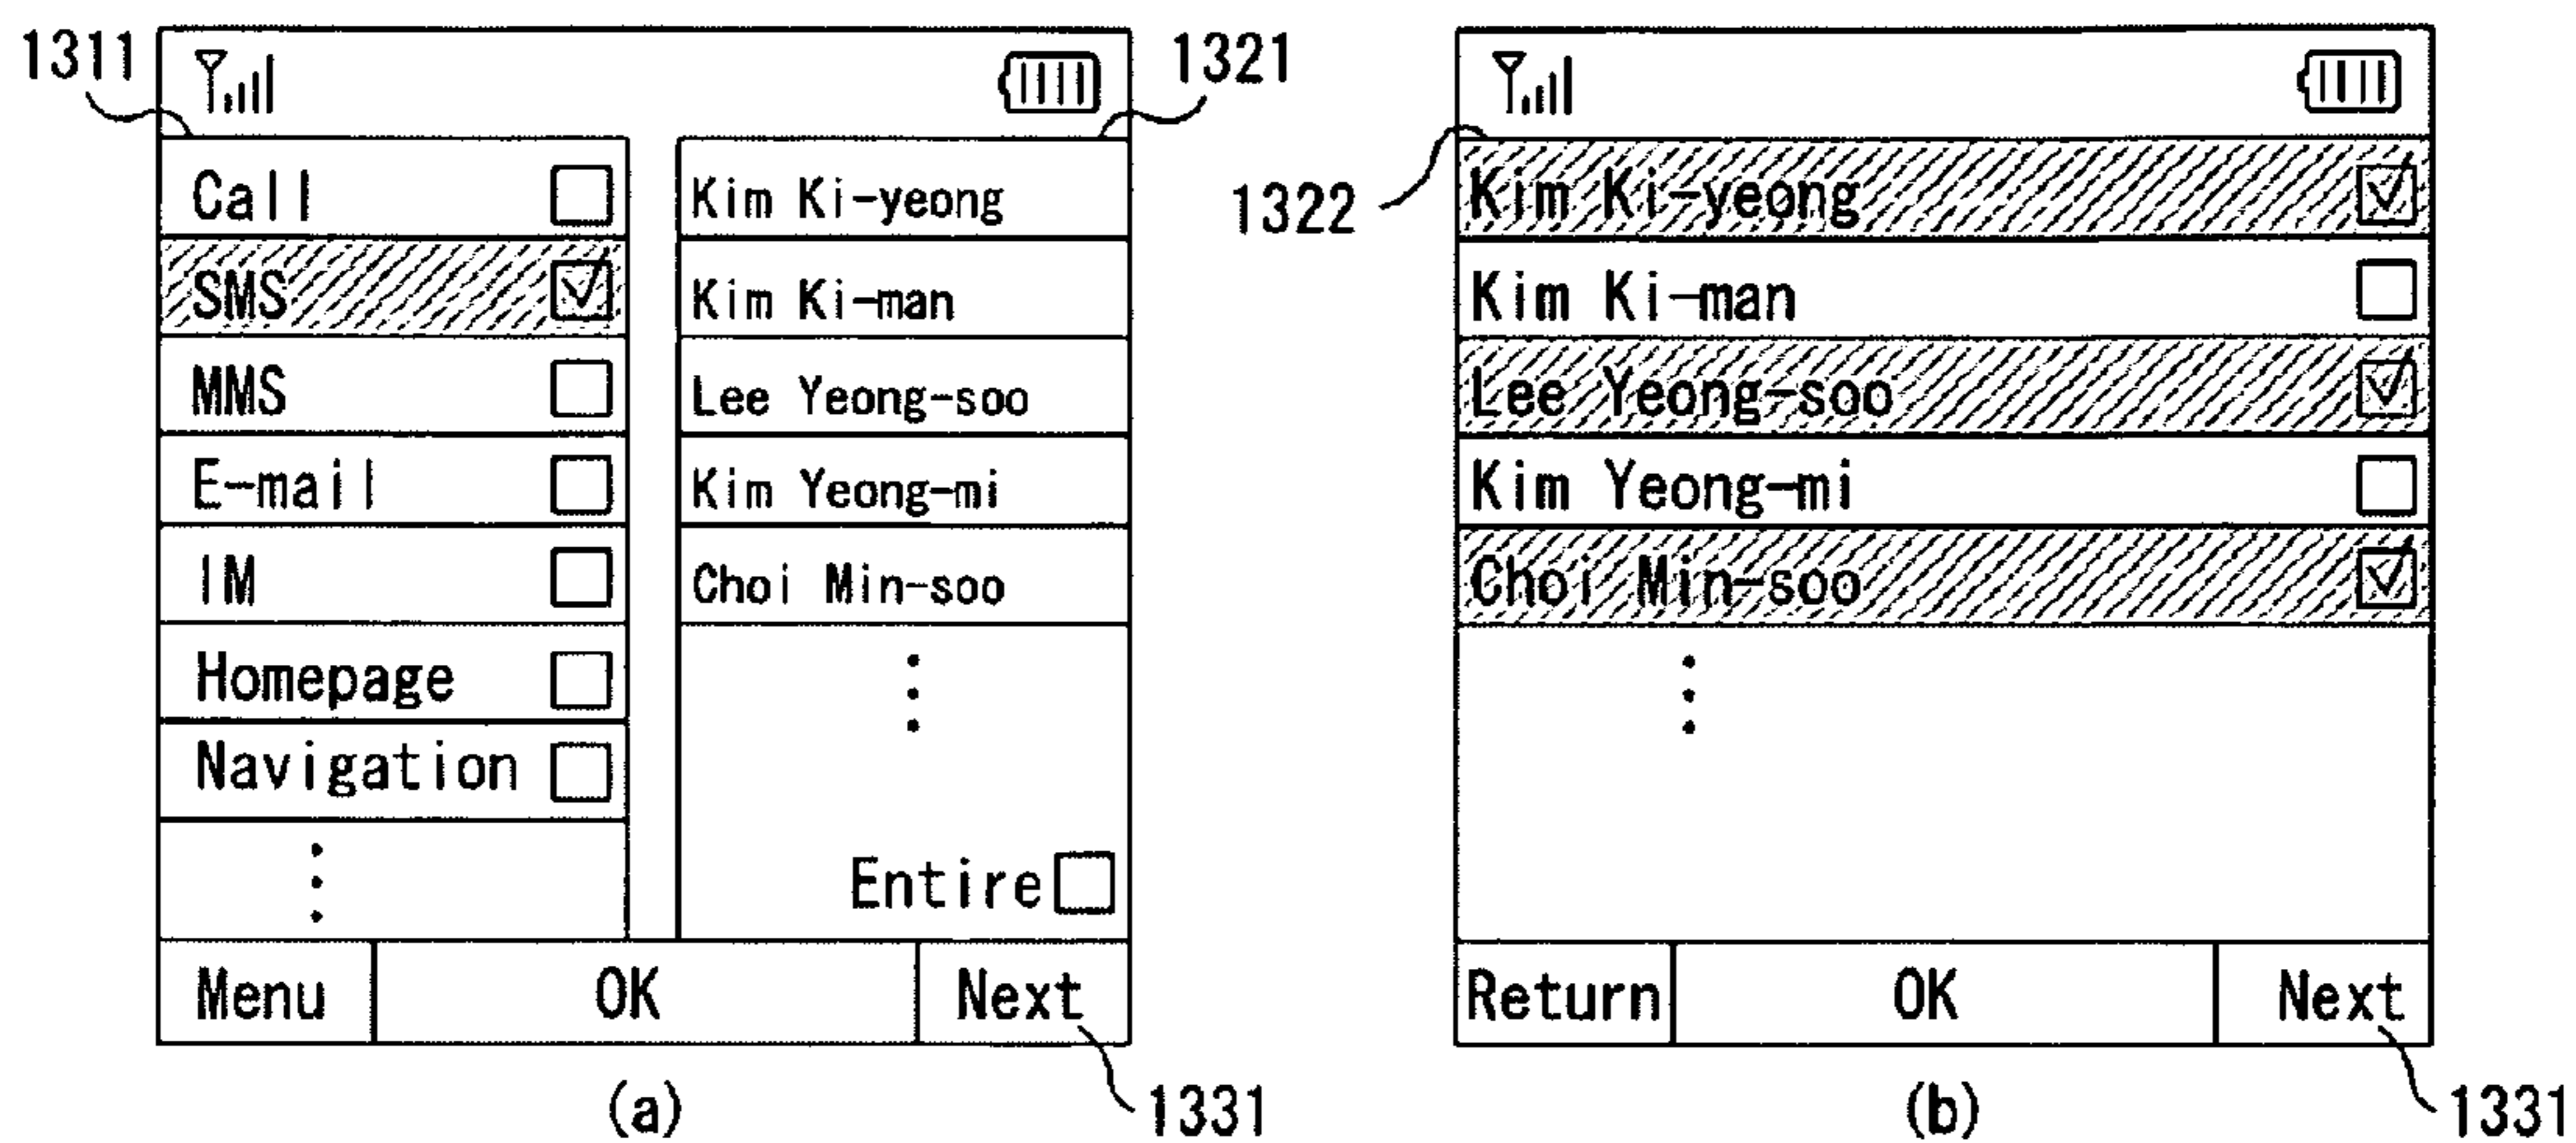 1311
1321
Call
SMS
MMS
E-mail
IM
Homepage
Navigation
Kim Ki-yeong
Kim Ki-man
Lee Yeong-soo
Kim Yeong-mi
Choi Min-soo
Entire
Menu
OK
Next
1331
(a)
1322
Kim Ki-yeong
Kim Ki-man
Lee Yeong-soo
Kim Yeong-mi
Choi Min-soo
Return
OK
Next
1331
(b)